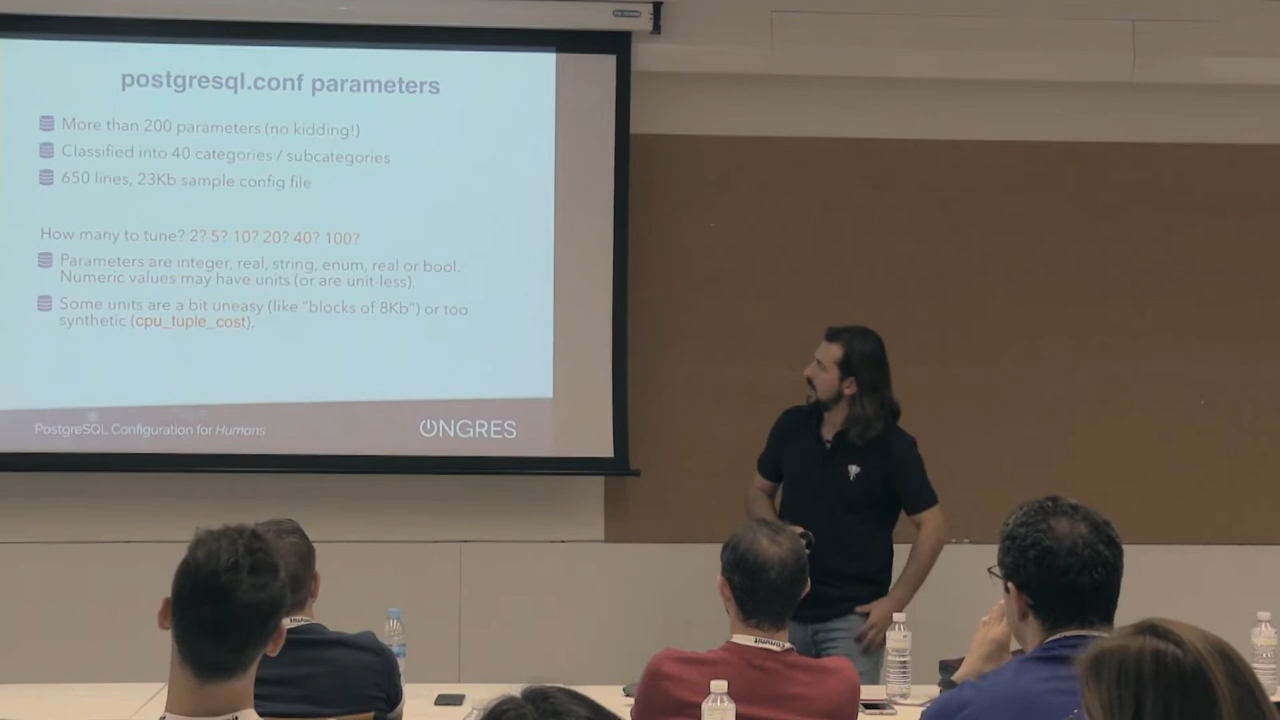 postgresql.conf parameters
More than 200 parameters (no kidding!)
Classified into 40 categories / subcategories
650 lines, 23Kb sample config file
How many to tune? 2? 5? 10? 20? 40? 100?
Parameters are integer, real, string, enum, real or bool.
Numeric values may have units (or are unit-less).
Some units are a bit uneasy (like "blocks of 8Kb") or too
synthetic (cpu_tuple_cost).
PostgreSQL Configuration for Humans
ONGRES
commit